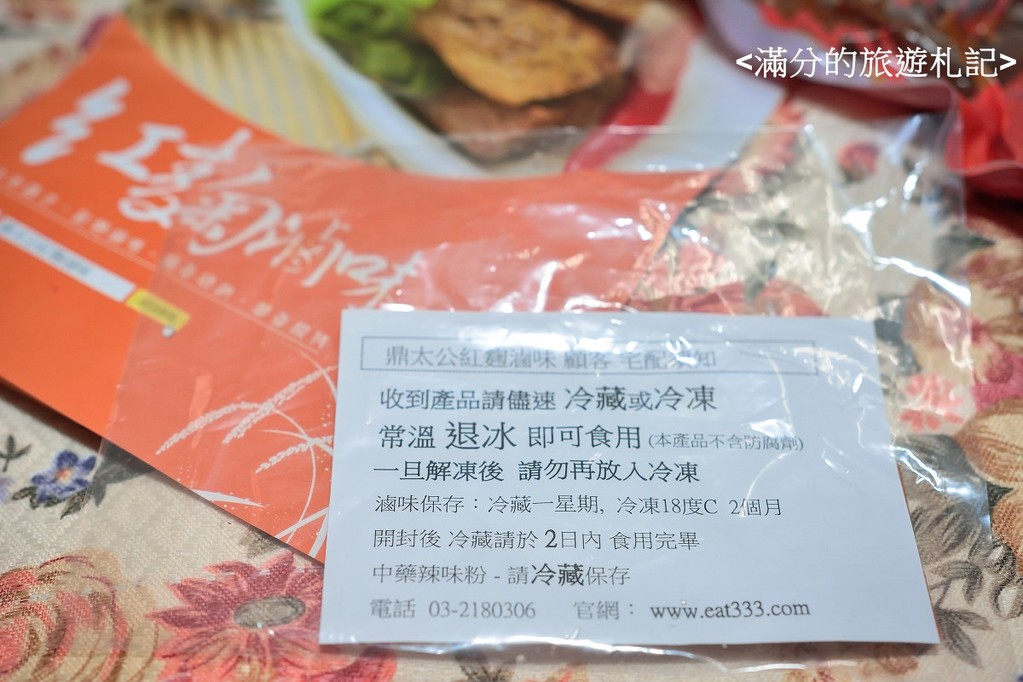 <滿分的旅遊札記>
紅麴滷味
鼎太公紅麴滷味 顧客 宅配須知
收到產品請儘速 冷藏或冷凍
常溫 退冰 即可食用 (本產品不含防腐劑)
一旦解凍後 請勿再放入冷凍
滷味保存：冷藏一星期, 冷凍18度C 2個月
開封後 冷藏請於 2日內 食用完畢
中藥辣味粉 - 請冷藏保存
電話 03-2180306 官網： www.eat333.com